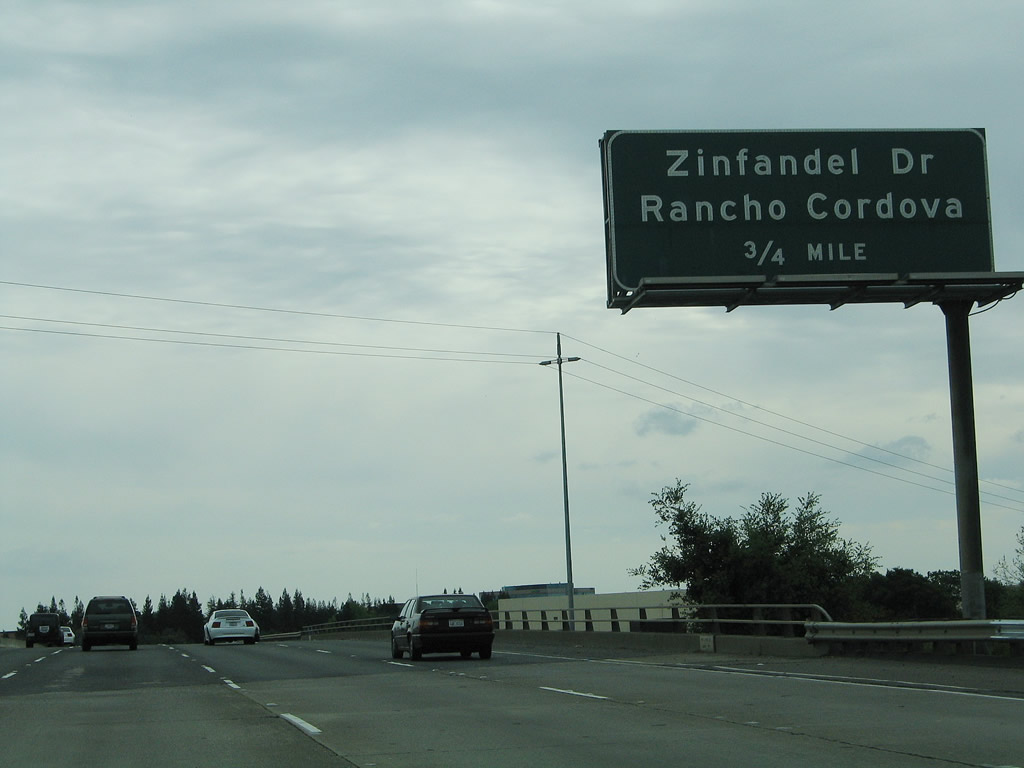 Zinfandel Dr
Rancho Cordova
3/4 MILE